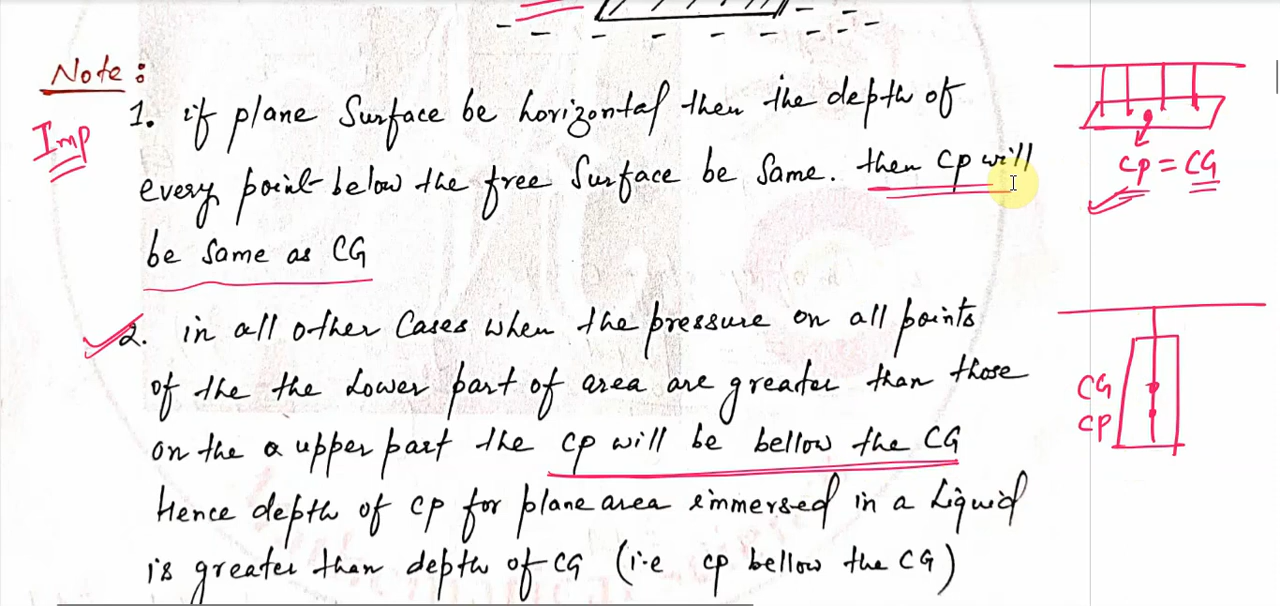 Note :
Imp
1. if plane Surface be horizontal then the depth of
every point below the free Surface be Same. then CP will
be Same as CG
CP = CG
2. in all other Cases when the pressure on all points
of the the Lower part of area are greater than those
on the a upper part the CP will be bellow the CG
Hence depth of CP for plane area immersed in a Liquid
is greater than depth of CG (i.e CP bellow the CG)
CG
CP